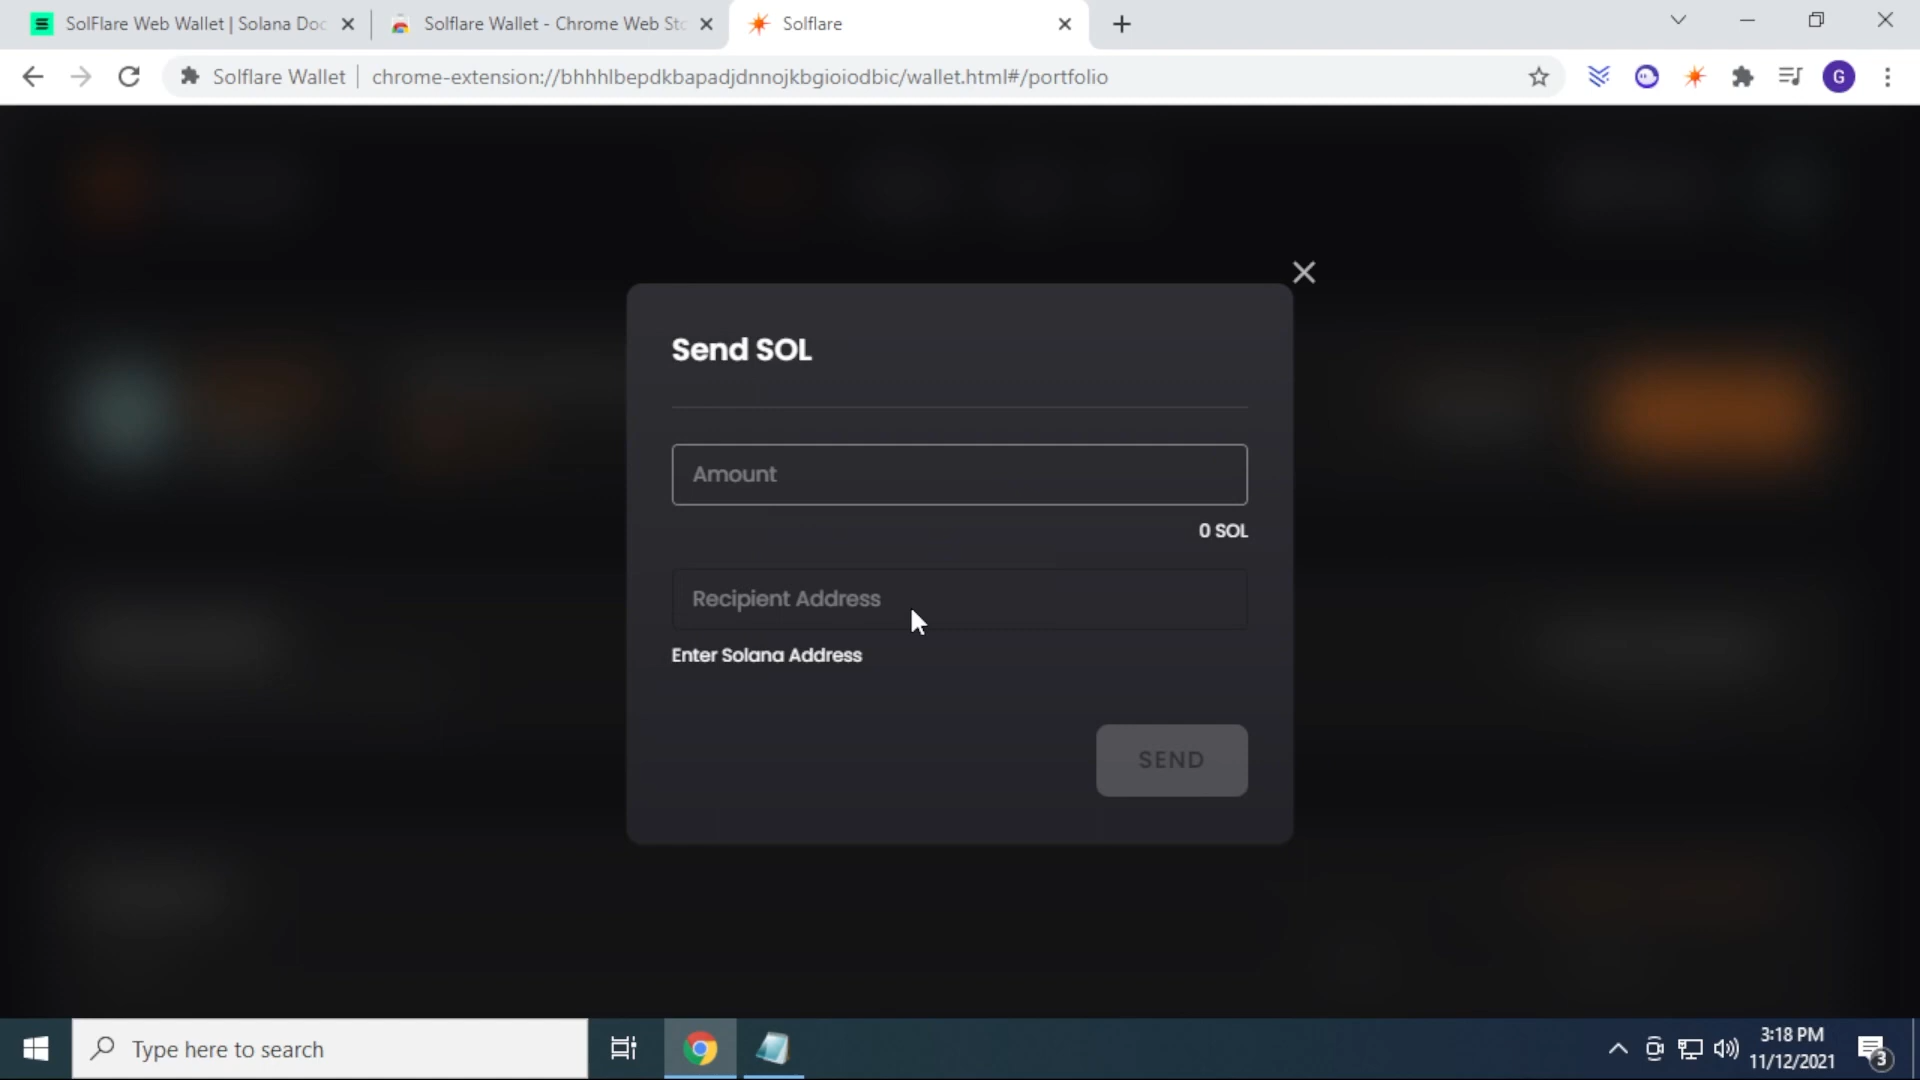 SolFlare Web Wallet | Solana Doc
Solflare Wallet - Chrome Web Sto
Solflare
Solflare Wallet
chrome-extension://bhhhlbepdkbapadjdnnojkbgioiodbic/wallet.html#/portfolio
G
Send SOL
Amount
0 SOL
Recipient Address
Enter Solana Address
SEND
Type here to search
3:18 PM
11/12/2021
3